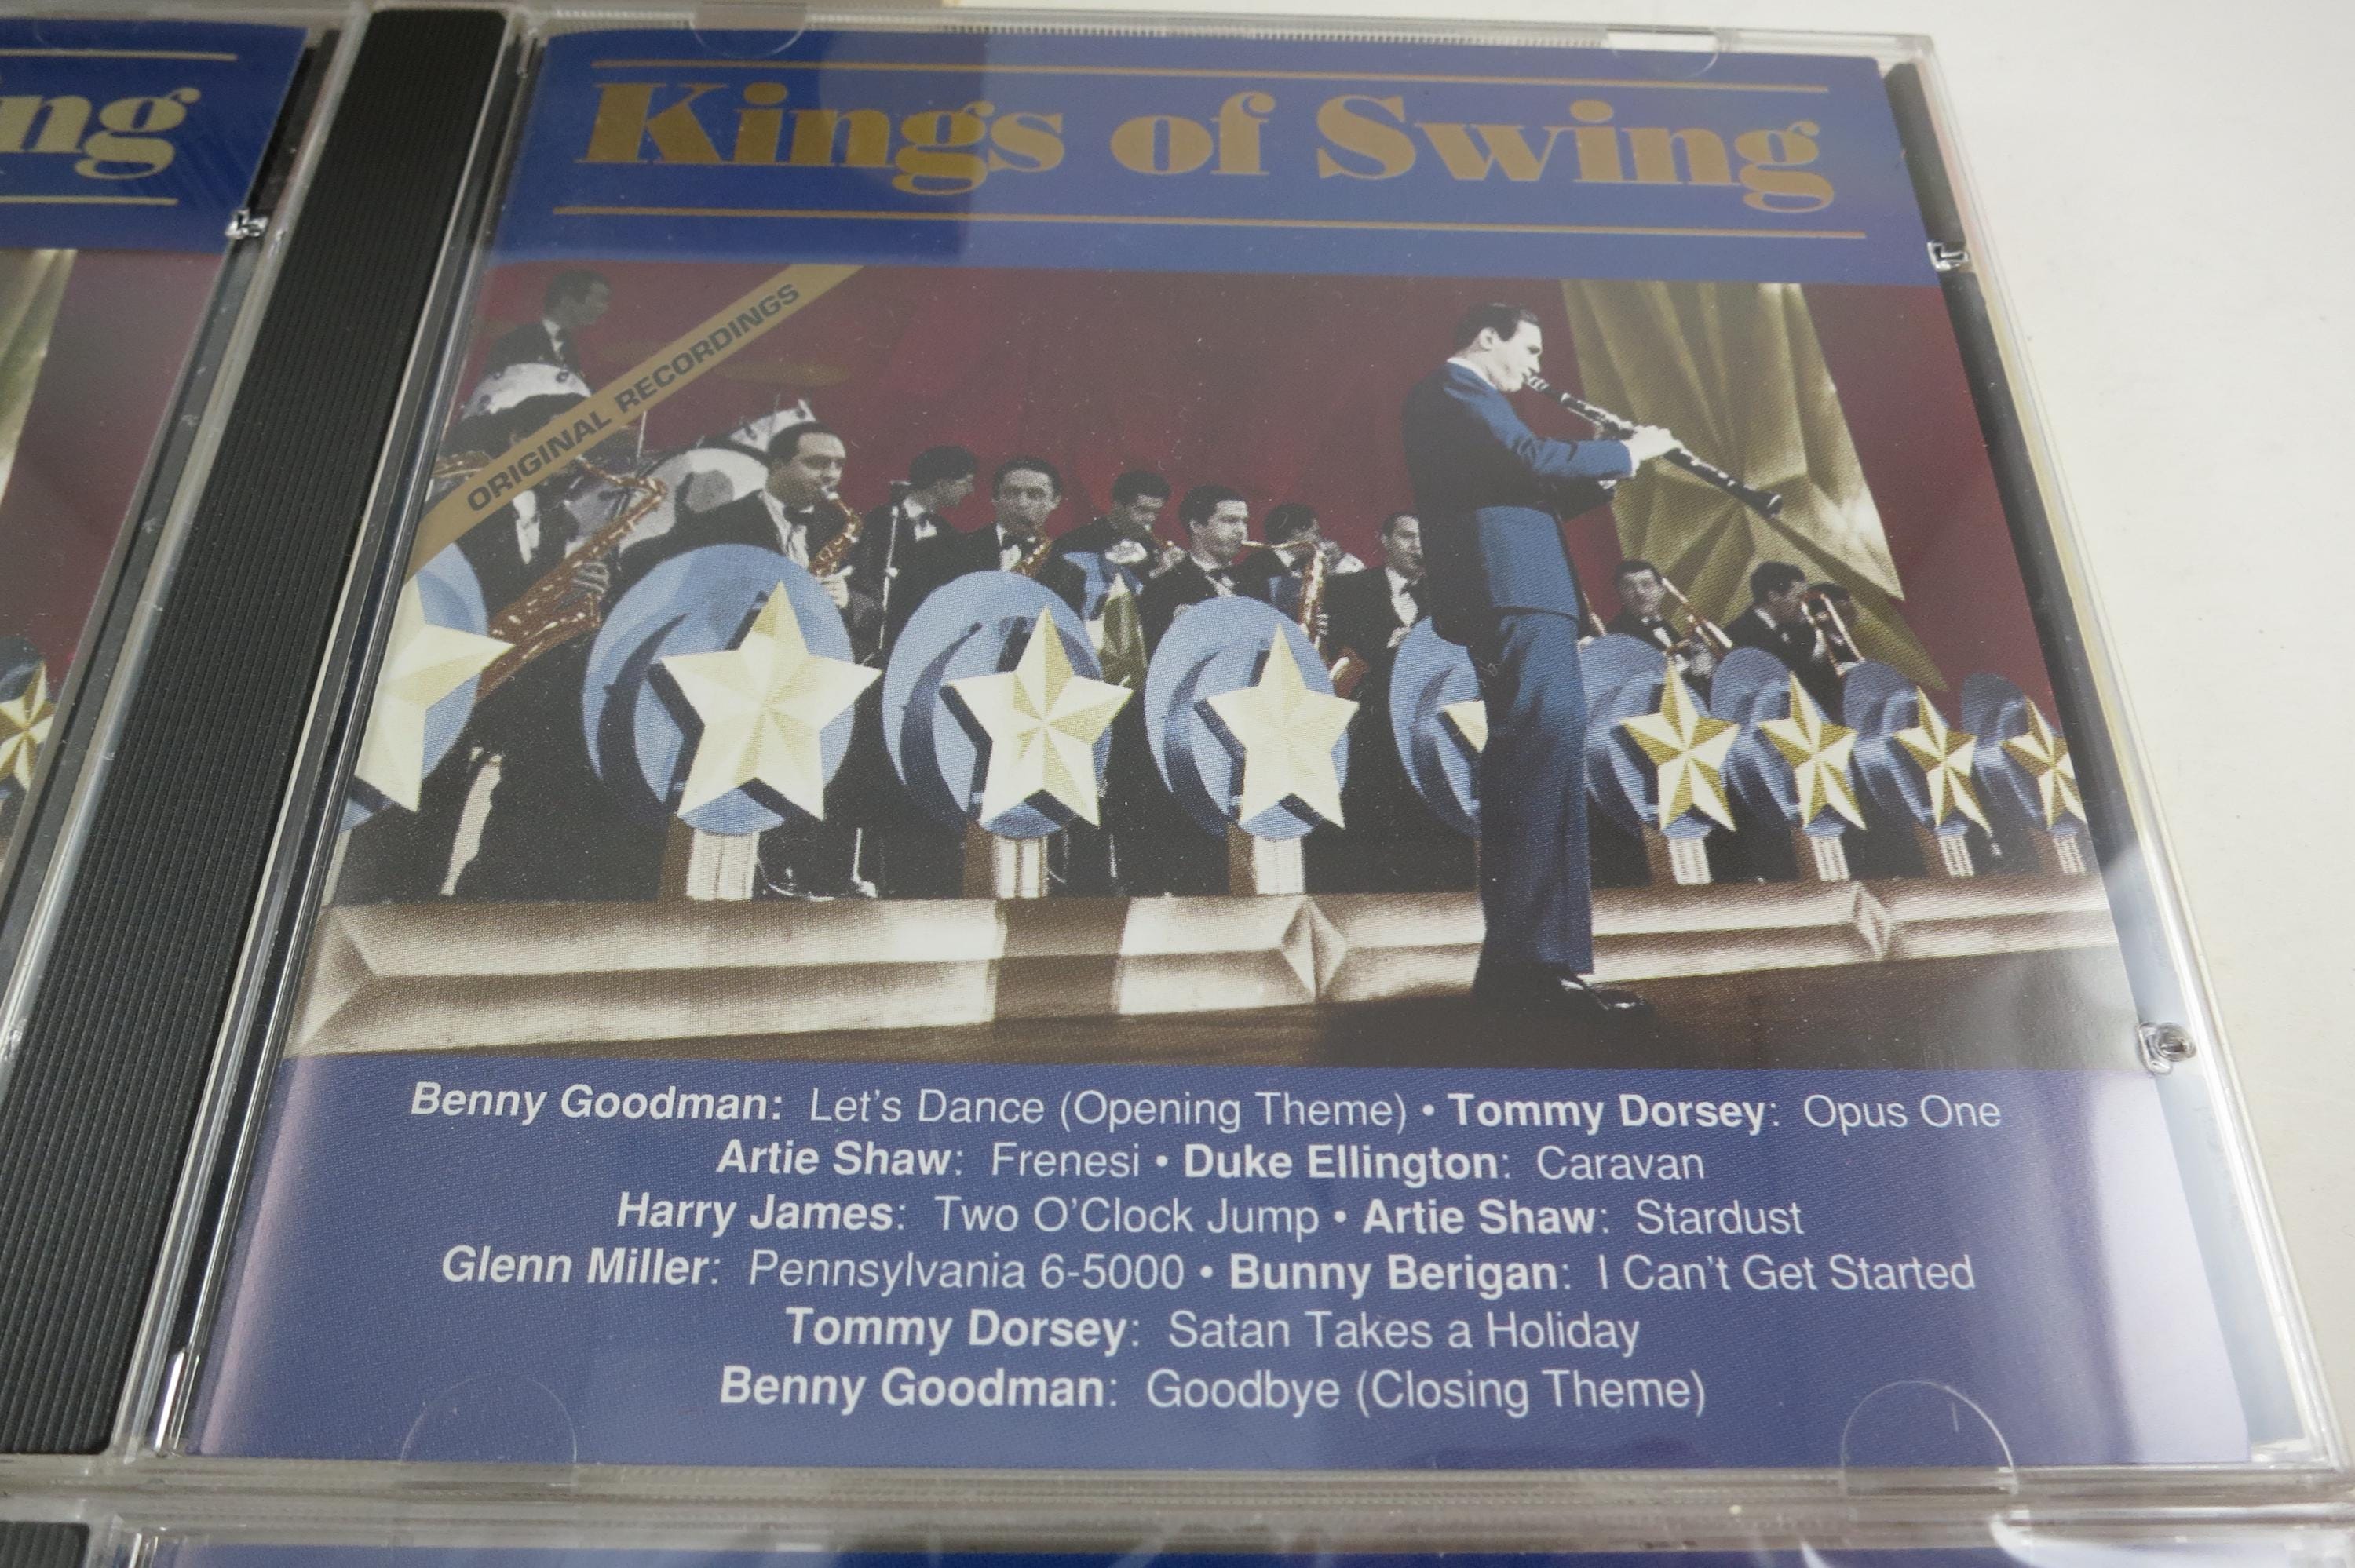 ng
Kings of Swing
ORIGINAL RECORDINGS
Benny Goodman: Let's Dance (Opening Theme) • Tommy Dorsey: Opus One
Artie Shaw: Frenesi • Duke Ellington: Caravan
Harry James: Two O'Clock Jump • Artie Shaw: Stardust
Glenn Miller: Pennsylvania 6-5000 • Bunny Berigan: I Can't Get Started
Tommy Dorsey: Satan Takes a Holiday
Benny Goodman: Goodbye (Closing Theme)